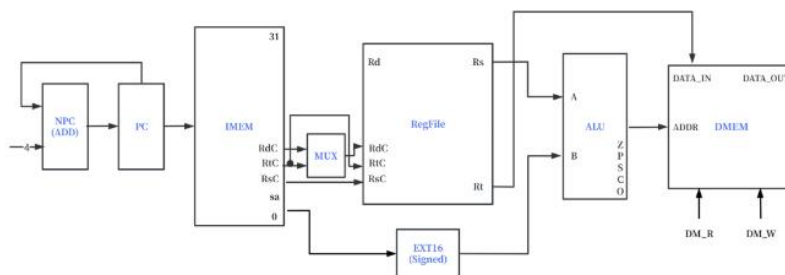 31
Rd
Rs
DATA_IN
DATA_OUT
NPC
(ADD)
PC
IMEM
RegFile
A
ALU
ADDR
DMEM
4
RdC
RtC
RsC
sa
0
MUX
RdC
RtC
RsC
Rt
B
Z
P
S
C
O
EXT16
(Signed)
DM_R
DM_W